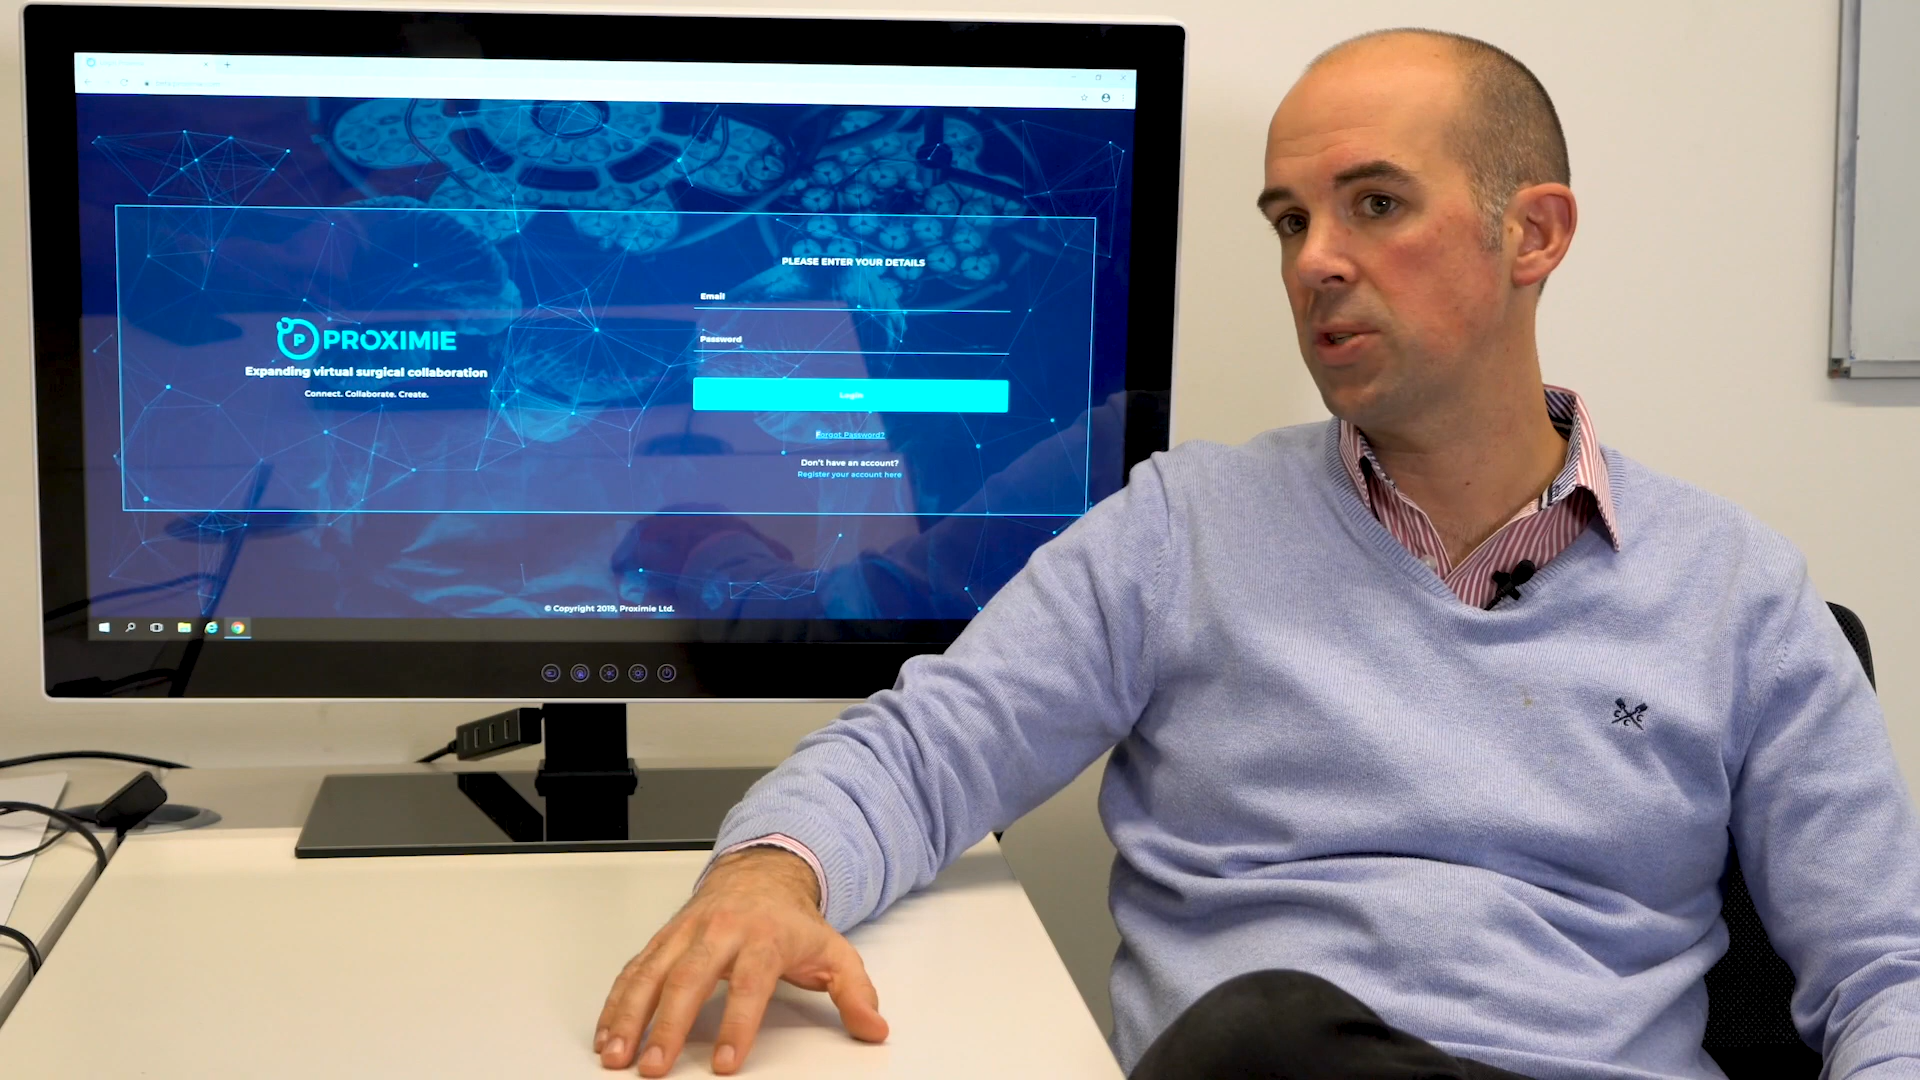 PLEASE ENTER YOUR DETAILS
Email
Password
Login
Forgot Password?
Don't have an account?
Register your account here
PROXIMIE
Expanding virtual surgical collaboration
Connect. Collaborate. Create.
© Copyright 2019, Proximie Ltd.